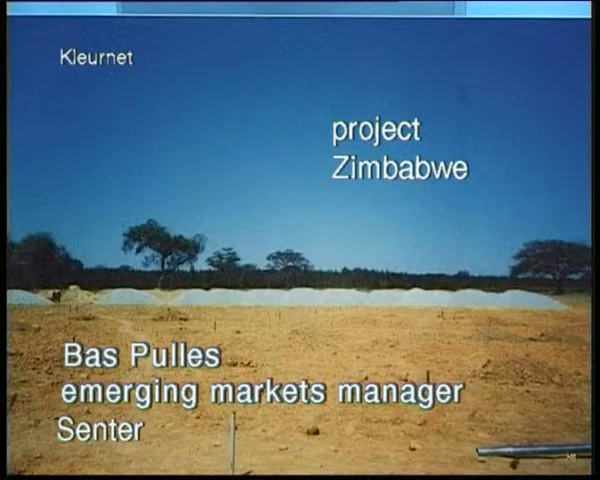 Kleurnet
project
Zimbabwe
Bas Pulles
emerging markets manager
Senter